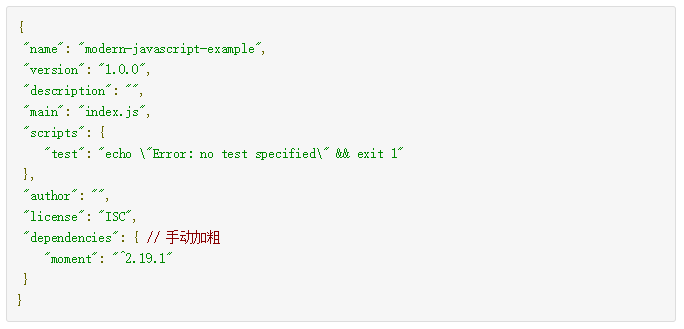 {
"name": "modern-javascript-example",
"version": "1.0.0",
"description": "",
"main": "index.js",
"scripts": {
"test": "echo \"Error: no test specified\" && exit 1"
},
"author": "",
"license": "ISC",
"dependencies": { // 手动加粗
"moment": "^2.19.1"
}
}